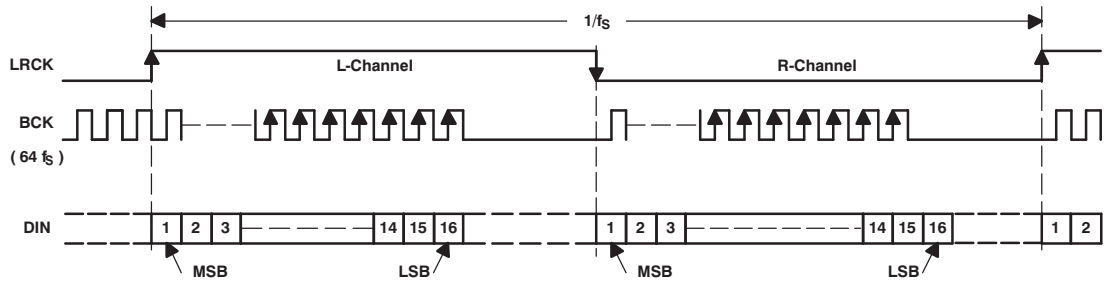 1/fS
LRCK
L-Channel
R-Channel
BCK
( 64 fS )
DIN
1 2 3 14 15 16 1 2 3 14 15 16 1 2
MSB LSB MSB LSB